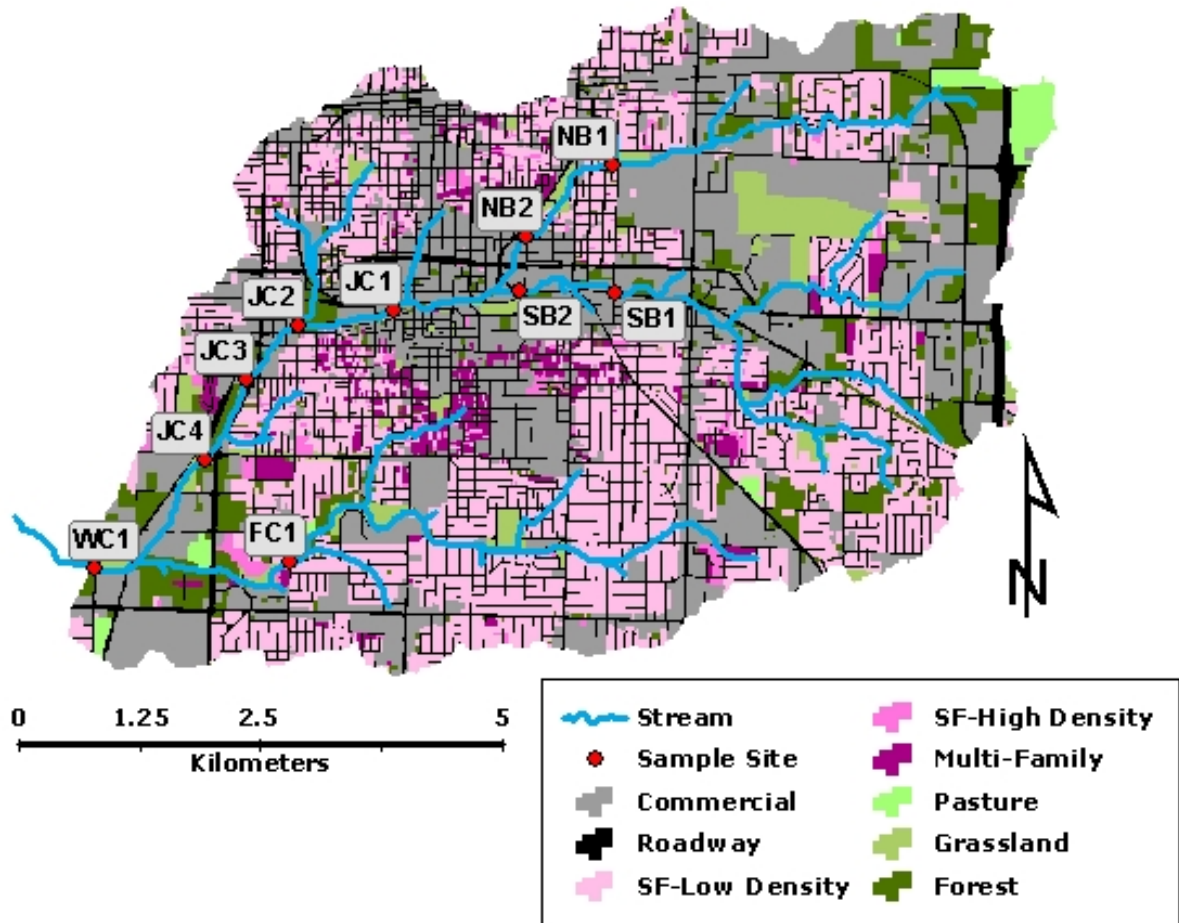 NB1
NB2
JC1
JC2
SB2
SB1
JC3
JC4
WC1
FC1
N
0 1.25 2.5 5
Kilometers
Stream
Sample Site
Commercial
Roadway
SF-Low Density
SF-High Density
Multi-Family
Pasture
Grassland
Forest